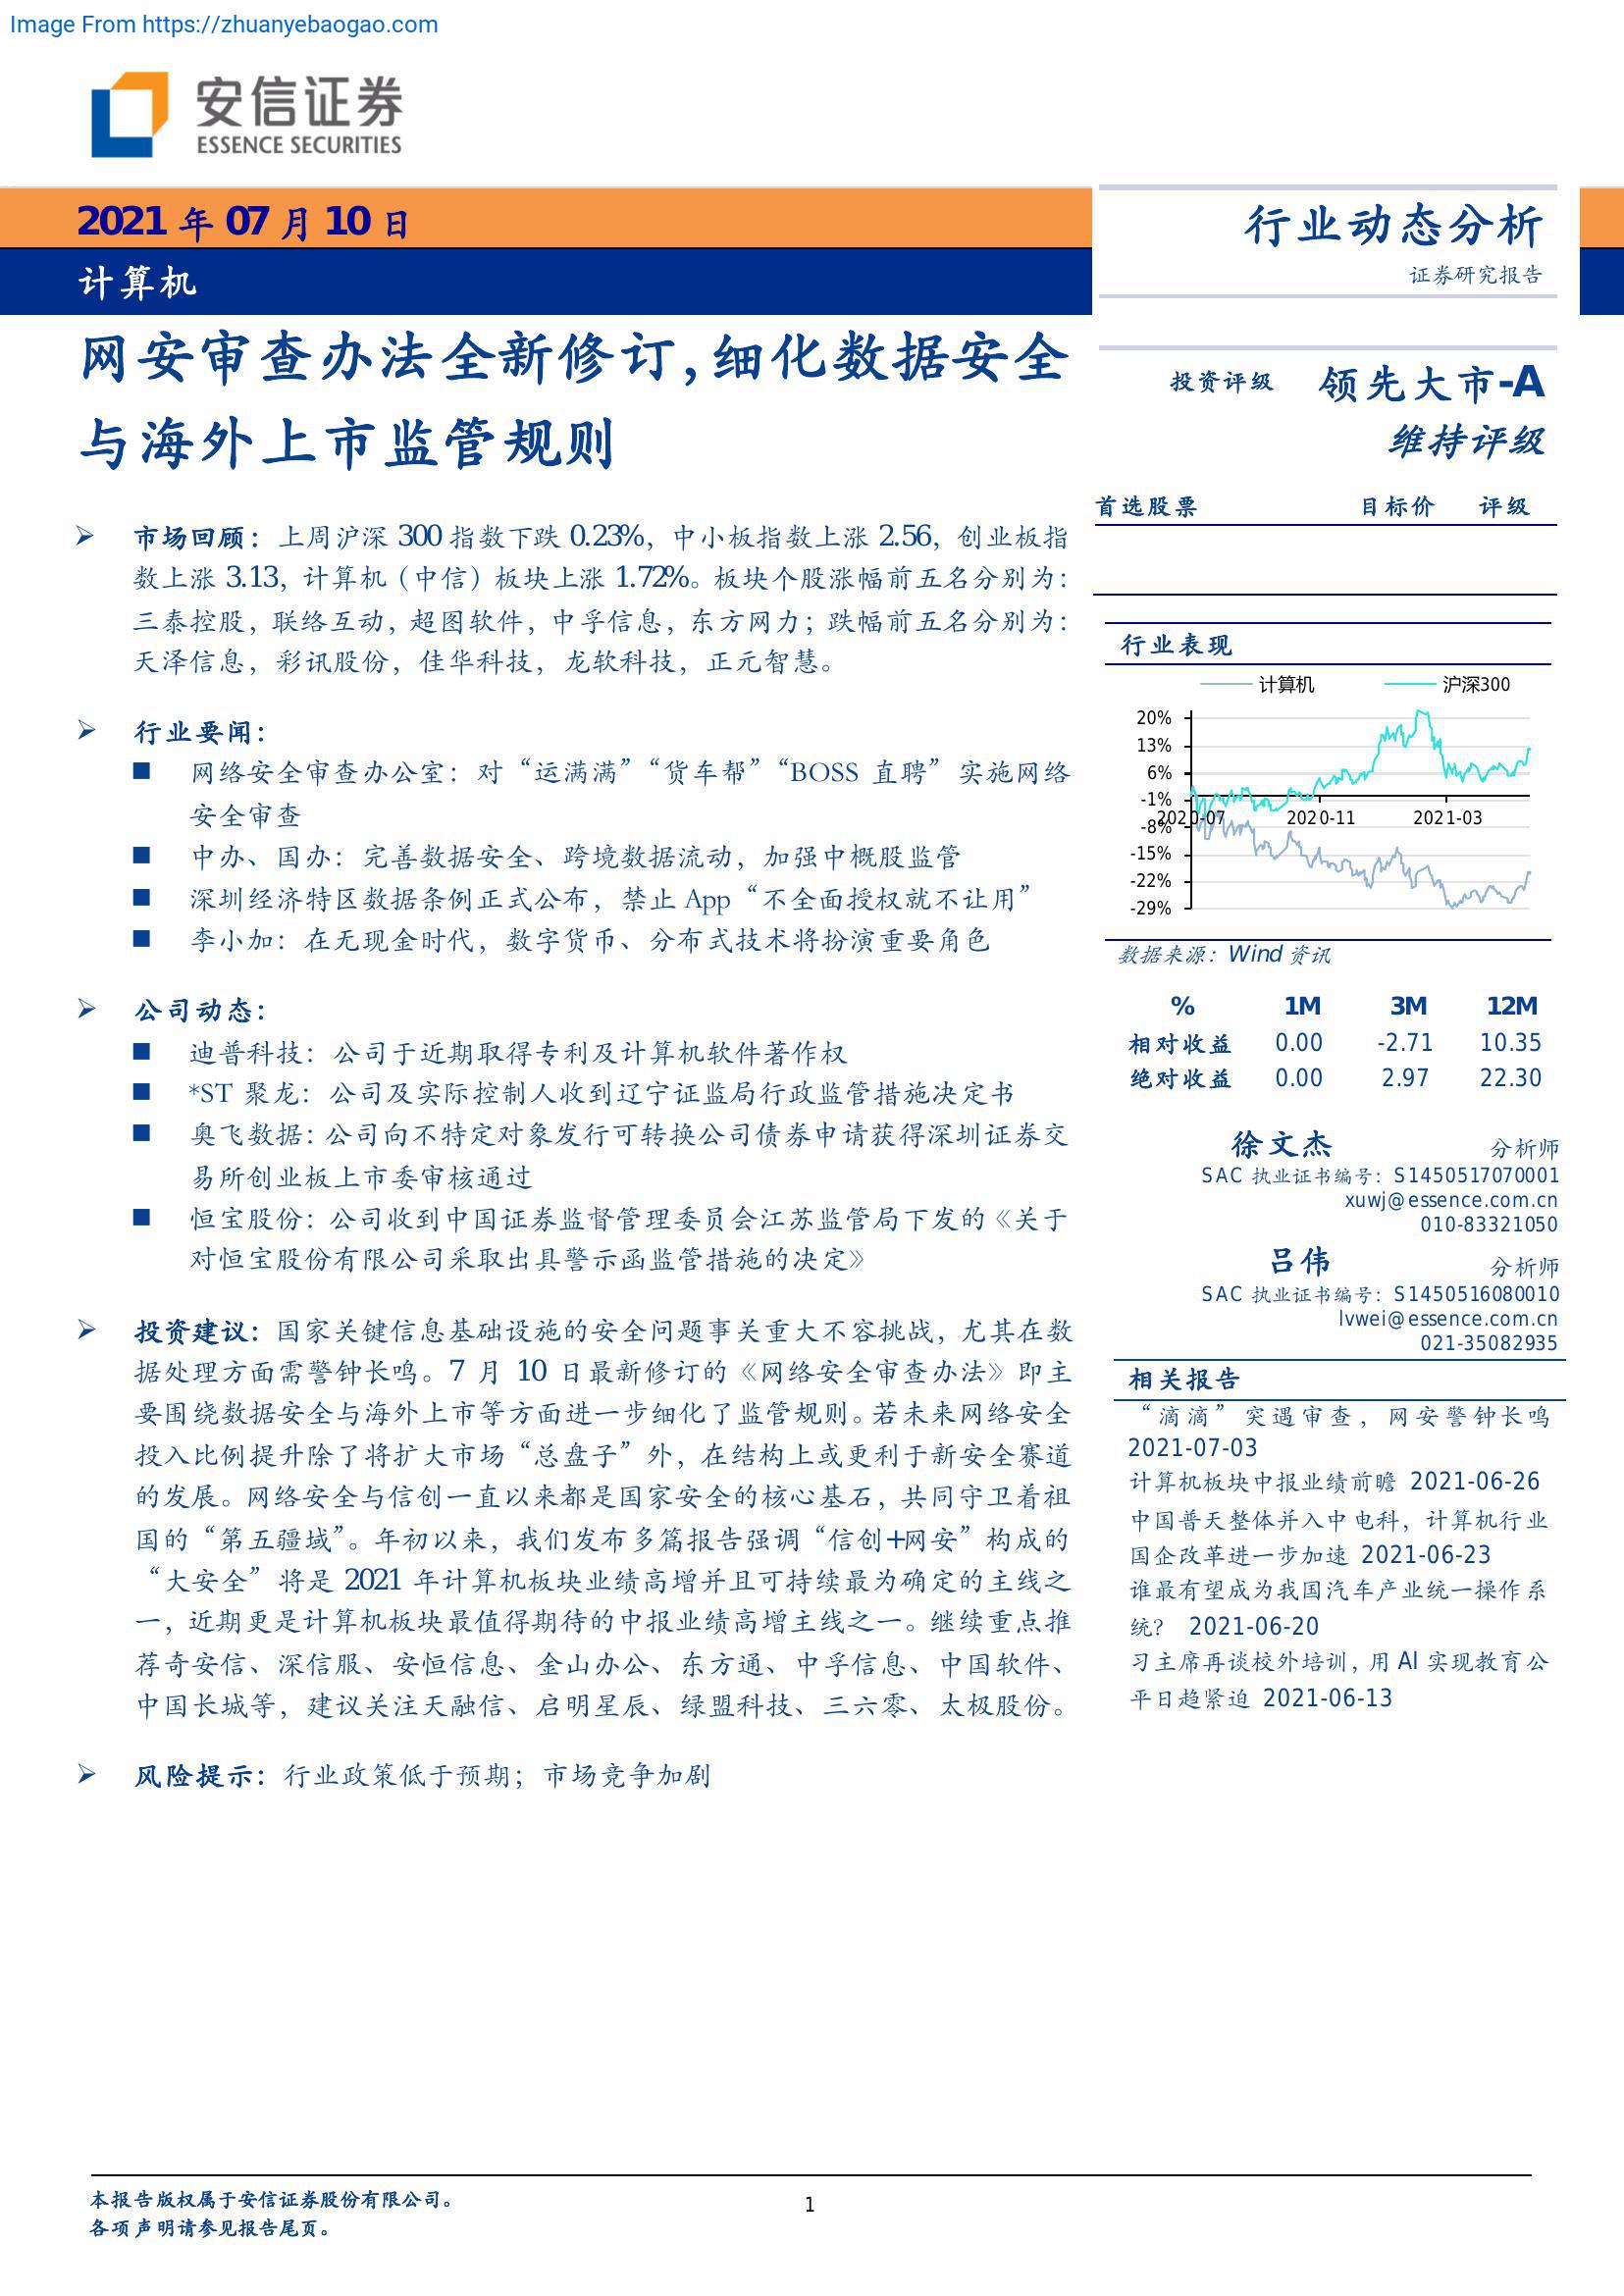 Image From https://zhuanyebaogao.com
安信证券
ESSENCE SECURITIES
2021 年 07 月 10 日
计算机
行业动态分析
证券研究报告
网安审查办法全新修订,细化数据安全
与海外上市监管规则
市场回顾：上周沪深 300 指数下跌 0.23%，中小板指数上涨 2.56，创业板指
数上涨 3.13，计算机（中信）板块上涨 1.72%。板块个股涨幅前五名分别为：
三泰控股，联络互动，超图软件，中孚信息，东方网力；跌幅前五名分别为：
天泽信息，彩讯股份，佳华科技，龙软科技，正元智慧。
行业要闻：
网络安全审查办公室：对“运满满”“货车帮”“BOSS 直聘”实施网络
安全审查
中办、国办：完善数据安全、跨境数据流动，加强中概股监管
深圳经济特区数据条例正式公布，禁止 App“不全面授权就不让用”
李小加：在无现金时代，数字货币、分布式技术将扮演重要角色
公司动态：
迪普科技：公司于近期取得专利及计算机软件著作权
*ST 聚龙：公司及实际控制人收到辽宁证监局行政监管措施决定书
奥飞数据：公司向不特定对象发行可转换公司债券申请获得深圳证券交
易所创业板上市委审核通过
恒宝股份：公司收到中国证券监督管理委员会江苏监管局下发的《关于
对恒宝股份有限公司采取出具警示函监管措施的决定》
投资建议：国家关键信息基础设施的安全问题事关重大不容挑战，尤其在数
据处理方面需警钟长鸣。7 月 10 日最新修订的《网络安全审查办法》即主
要围绕数据安全与海外上市等方面进一步细化了监管规则。若未来网络安全
投入比例提升除了将扩大市场“总盘子”外，在结构上或更利于新安全赛道
的发展。网络安全与信创一直以来都是国家安全的核心基石，共同守卫着祖
国的“第五疆域”。年初以来，我们发布多篇报告强调“信创+网安”构成的
“大安全”将是 2021 年计算机板块业绩高增并且可持续最为确定的主线之
一，近期更是计算机板块最值得期待的中报业绩高增主线之一。继续重点推
荐奇安信、深信服、安恒信息、金山办公、东方通、中孚信息、中国软件、
中国长城等，建议关注天融信、启明星辰、绿盟科技、三六零、太极股份。
风险提示：行业政策低于预期；市场竞争加剧
投资评级 领先大市-A
维持评级
首选股票 目标价 评级
行业表现
计算机 沪深300
20%
13%
6%
-1%
-8%
-15%
-22%
-29%
2020-07 2020-11 2021-03
数据来源：Wind 资讯
% 1M 3M 12M
相对收益 0.00 -2.71 10.35
绝对收益 0.00 2.97 22.30
徐文杰 分析师
SAC 执业证书编号：S1450517070001
xuwj@essence.com.cn
010-83321050
吕伟 分析师
SAC 执业证书编号：S1450516080010
lvwei@essence.com.cn
021-35082935
相关报告
“滴滴”突遇审查，网安警钟长鸣
2021-07-03
计算机板块中报业绩前瞻 2021-06-26
中国普天整体并入中电科，计算机行业
国企改革进一步加速 2021-06-23
谁最有望成为我国汽车产业统一操作系
统？ 2021-06-20
习主席再谈校外培训，用 AI 实现教育公
平日趋紧迫 2021-06-13
本报告版权属于安信证券股份有限公司。
各项声明请参见报告尾页。
1